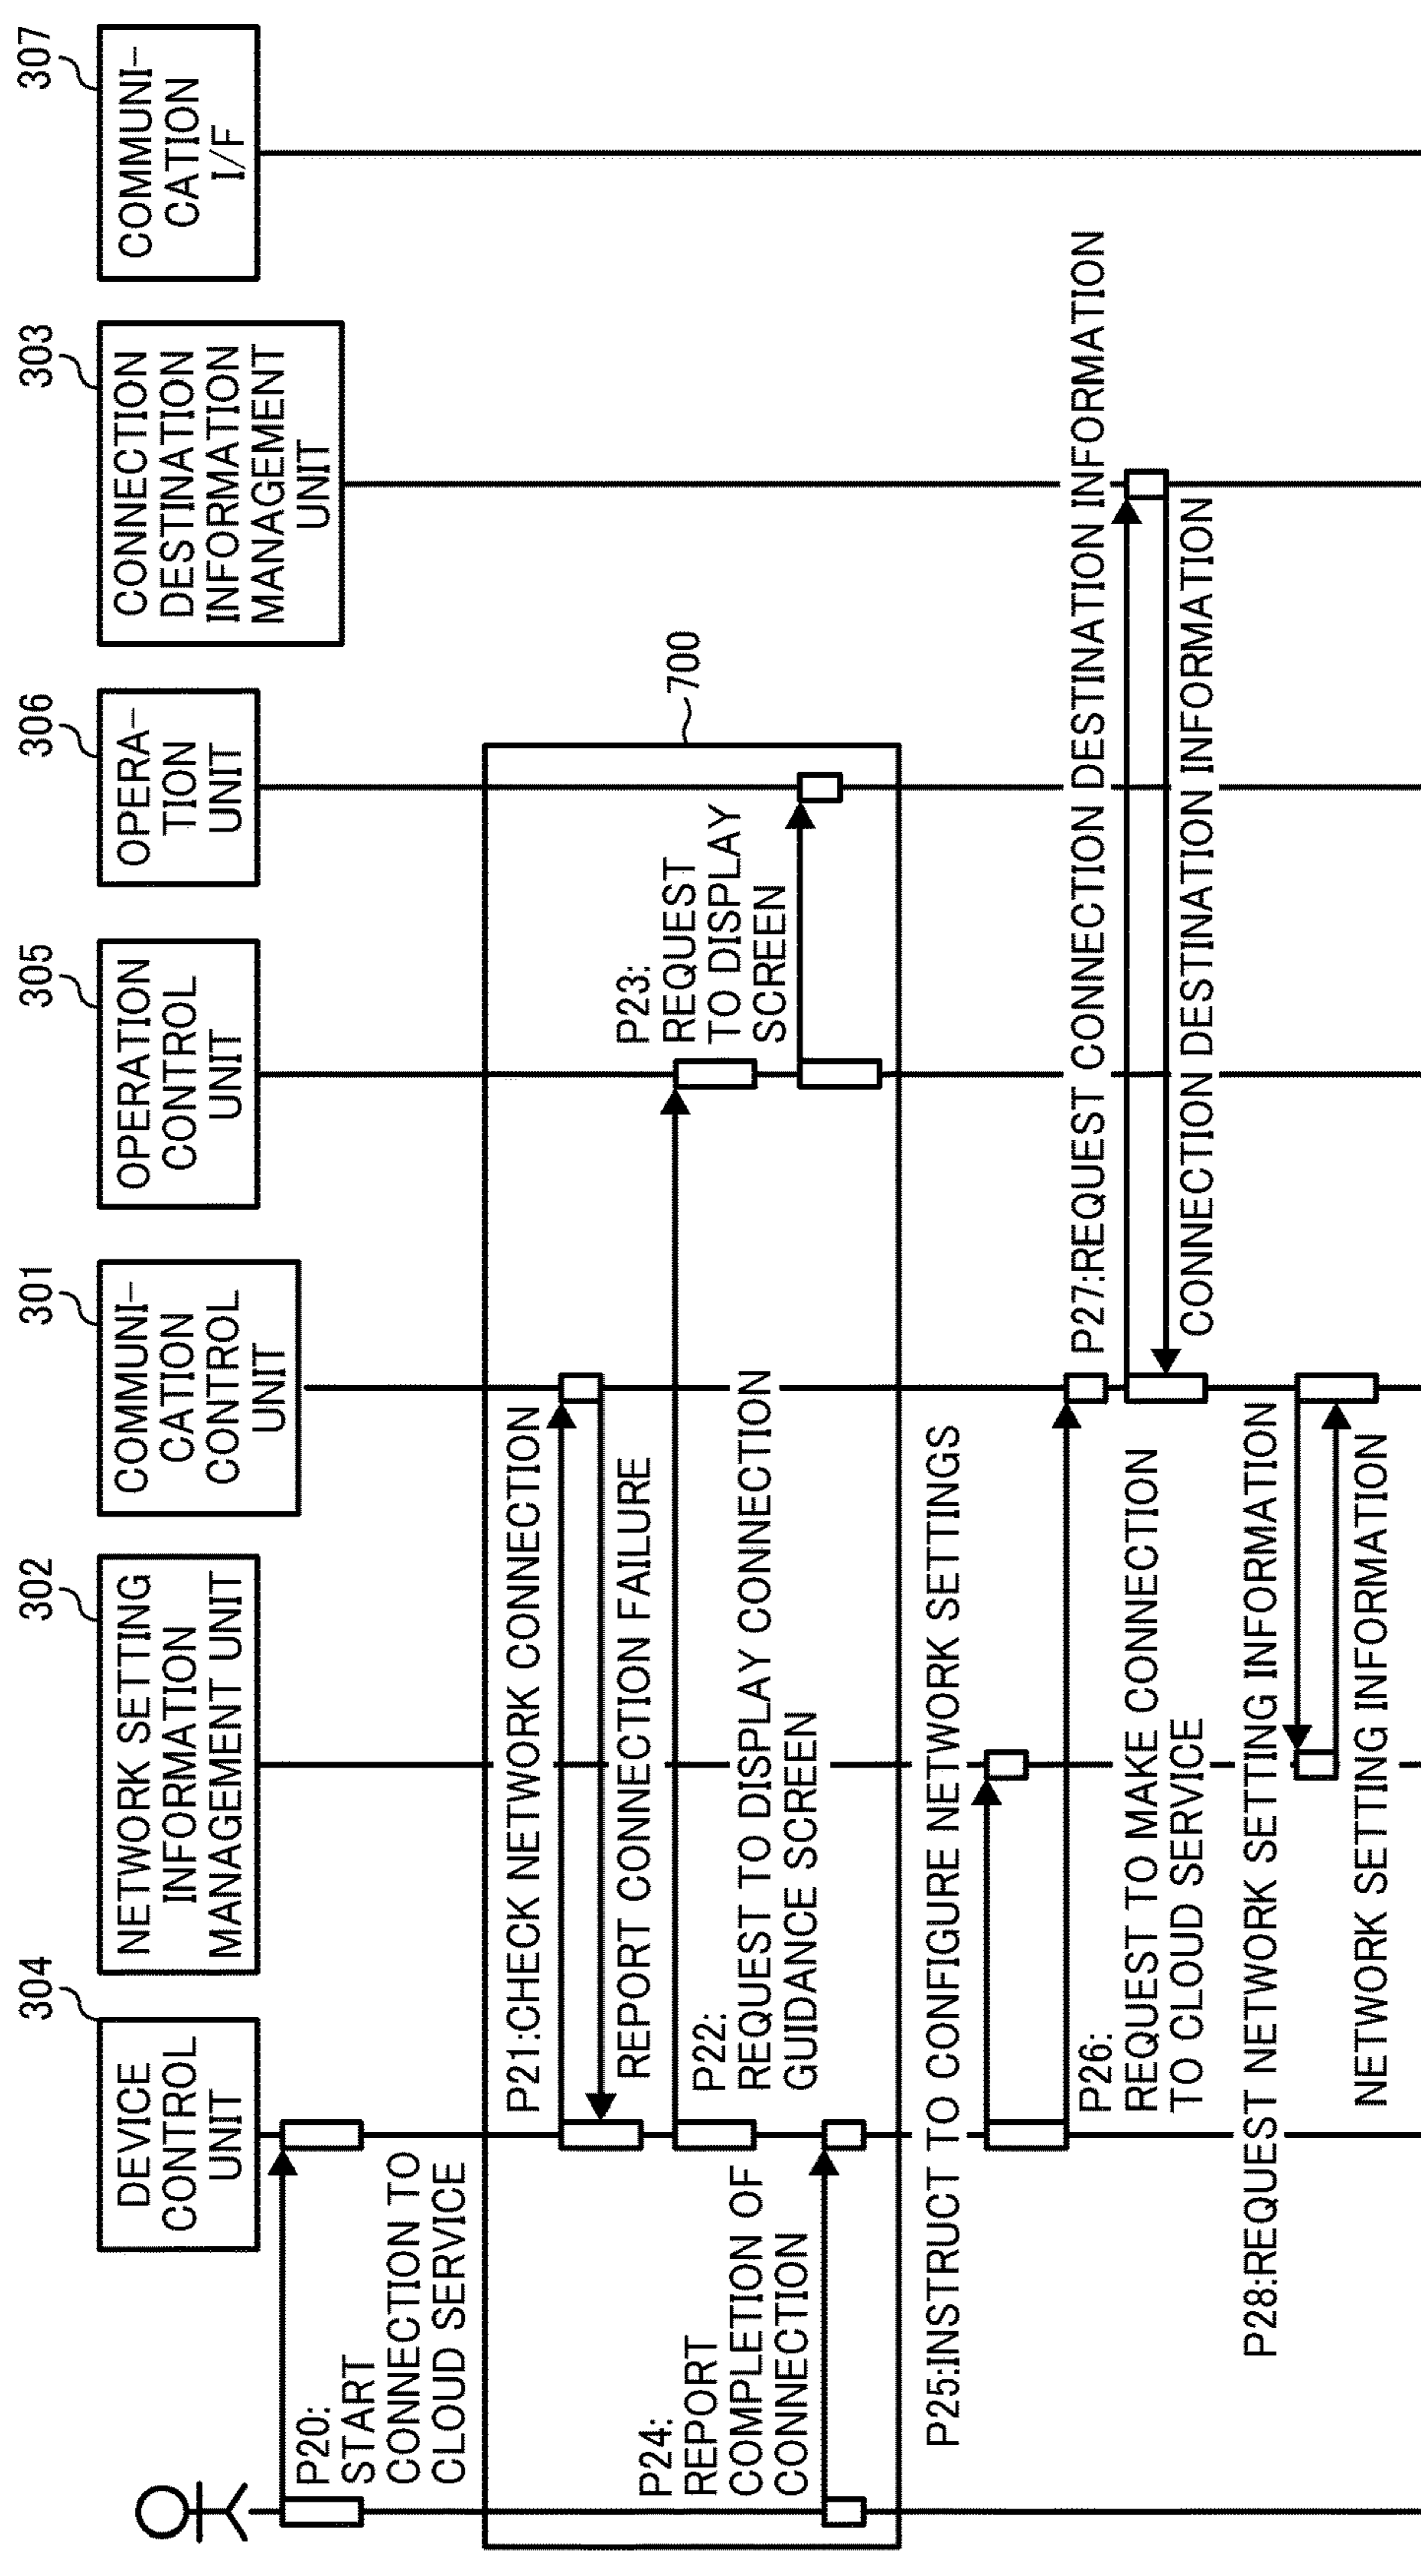 304
DEVICE
CONTROL
UNIT
302
NETWORK SETTING
INFORMATION
MANAGEMENT UNIT
301
COMMUNI-
CATION
CONTROL
UNIT
305
OPERATION
CONTROL
UNIT
306
OPERA-
TION
UNIT
303
CONNECTION
DESTINATION
INFORMATION
MANAGEMENT
UNIT
307
COMMUNI-
CATION
I/F
P20:
START
CONNECTION TO
CLOUD SERVICE
700
P21:CHECK NETWORK CONNECTION
REPORT CONNECTION FAILURE
P22:
REQUEST TO DISPLAY CONNECTION
GUIDANCE SCREEN
P23:
REQUEST
TO DISPLAY
SCREEN
P24:
REPORT
COMPLETION OF
CONNECTION
P25:INSTRUCT TO CONFIGURE NETWORK SETTINGS
P26:
REQUEST TO MAKE CONNECTION
TO CLOUD SERVICE
P27:REQUEST CONNECTION DESTINATION INFORMATION
CONNECTION DESTINATION INFORMATION
P28:REQUEST NETWORK SETTING INFORMATION
NETWORK SETTING INFORMATION